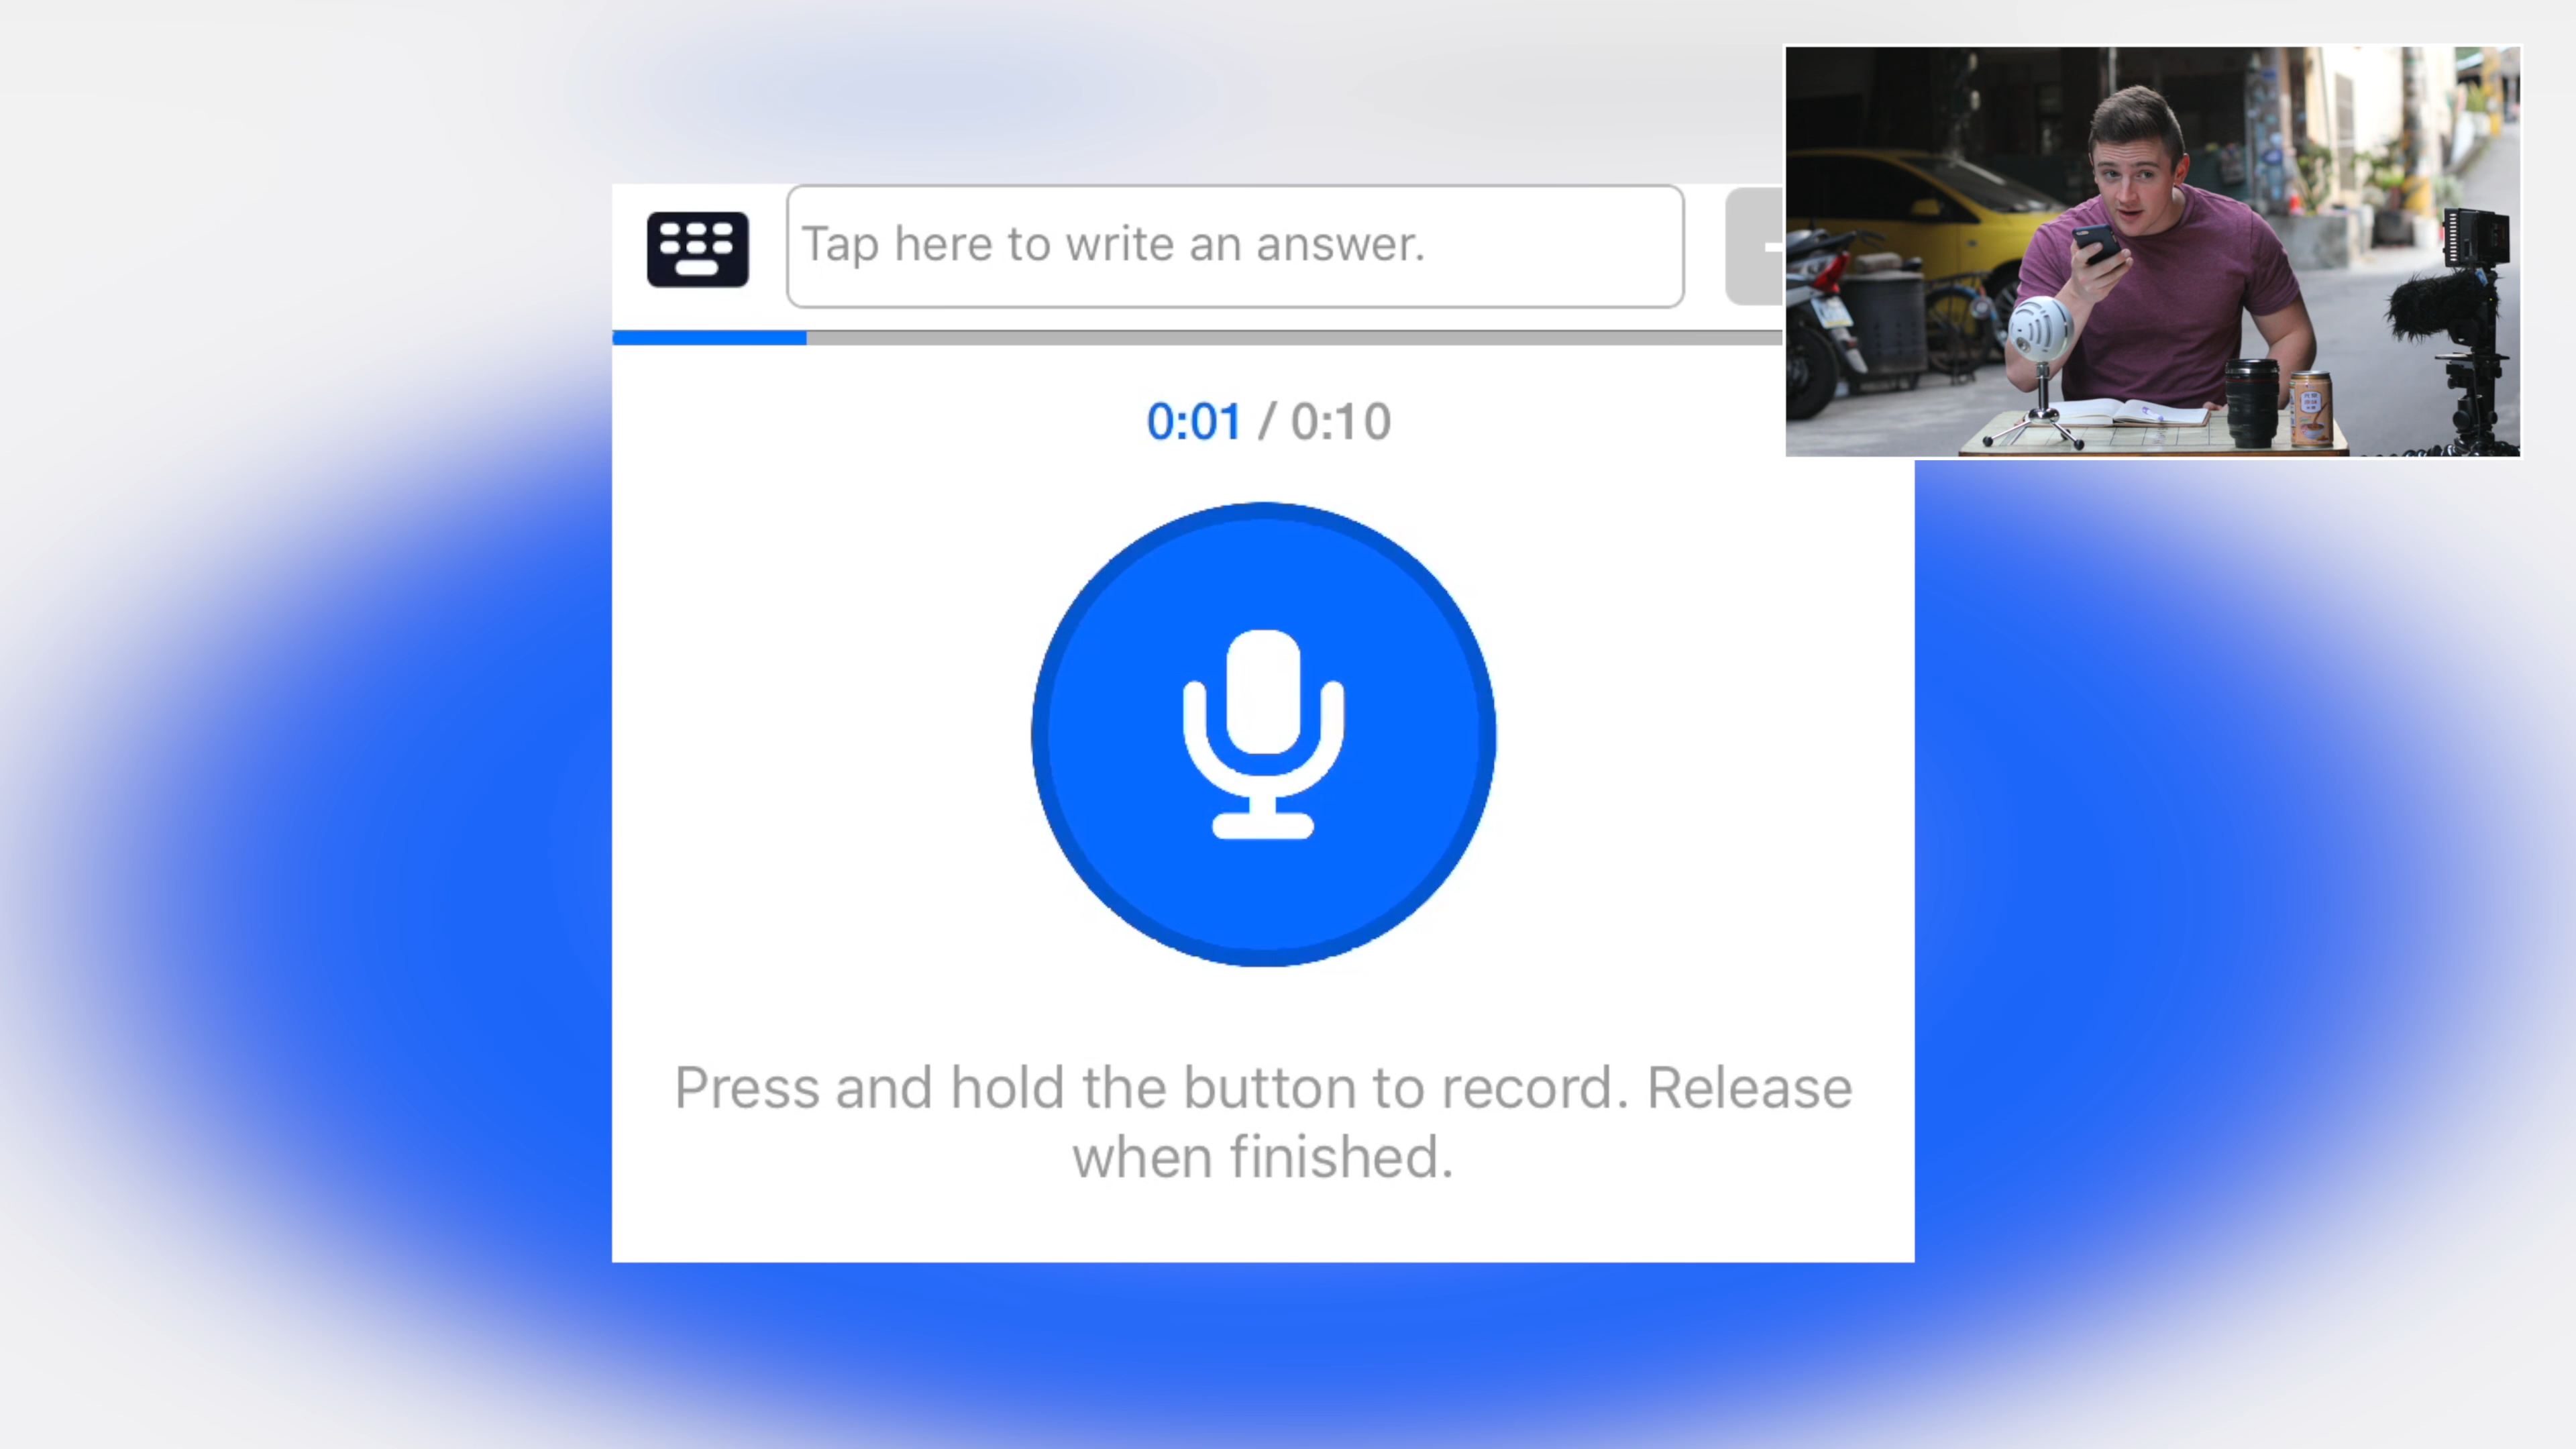 Tap here to write an answer.
0:01 / 0:10
Press and hold the button to record. Release
when finished.